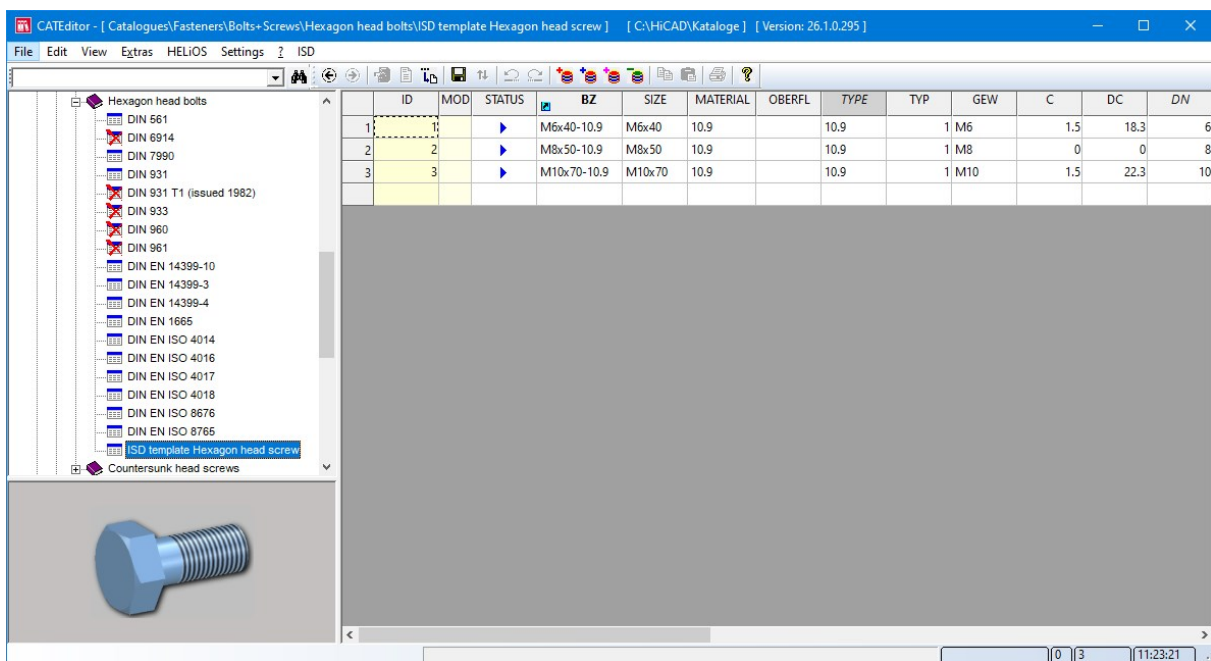 CATEditor - [ Catalogues\Fasteners\Bolts+Screws\Hexagon head bolts\ISD template Hexagon head screw ] [ C:\HiCAD\Kataloge ] [ Version: 26.1.0.295 ]
File Edit View Extras HELiOS Settings ? ISD
Hexagon head bolts
DIN 561
DIN 6914
DIN 7990
DIN 931
DIN 931 T1 (issued 1982)
DIN 933
DIN 960
DIN 961
DIN EN 14399-10
DIN EN 14399-3
DIN EN 14399-4
DIN EN 1665
DIN EN ISO 4014
DIN EN ISO 4016
DIN EN ISO 4017
DIN EN ISO 4018
DIN EN ISO 8676
DIN EN ISO 8765
ISD template Hexagon head screw
Countersunk head screws
ID MOD STATUS BZ SIZE MATERIAL OBERFL TYPE TYP GEW C DC DN
1 1 M6x40-10.9 M6x40 10.9 10.9 1 M6 1.5 18.3 6
2 2 M8x50-10.9 M8x50 10.9 10.9 1 M8 0 0 8
3 3 M10x70-10.9 M10x70 10.9 10.9 1 M10 1.5 22.3 10
0 3 11:23:21